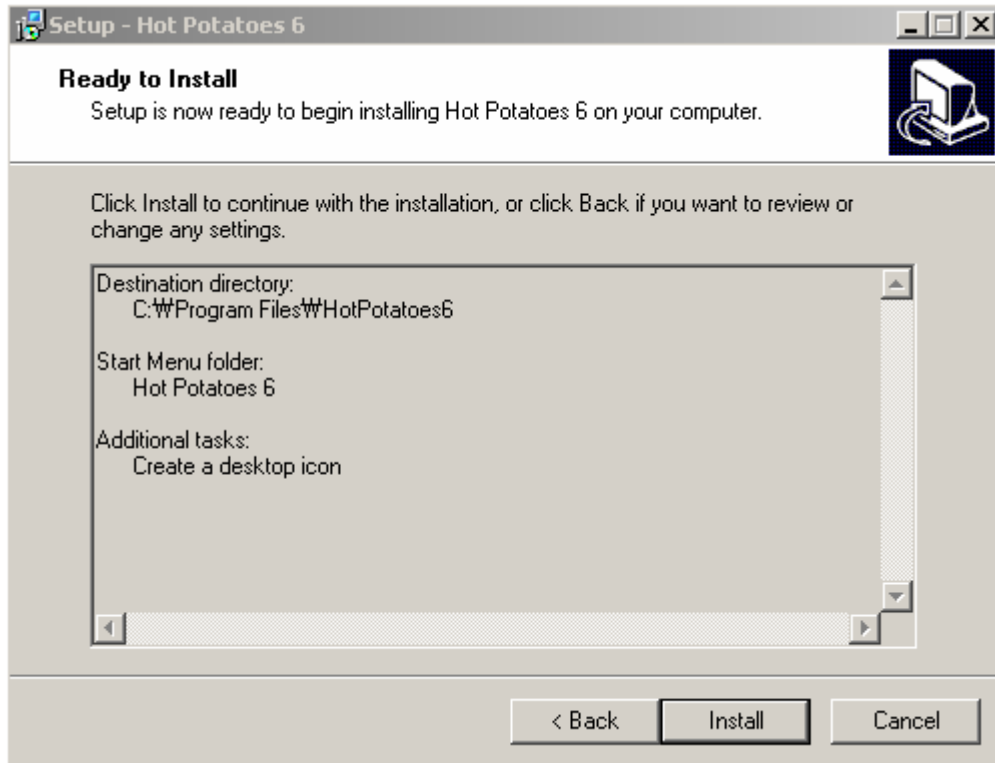 Setup - Hot Potatoes 6
Ready to Install
Setup is now ready to begin installing Hot Potatoes 6 on your computer.
Click Install to continue with the installation, or click Back if you want to review or
change any settings.
Destination directory:
C:₩Program Files₩HotPotatoes6
Start Menu folder:
Hot Potatoes 6
Additional tasks:
Create a desktop icon
< Back
Install
Cancel